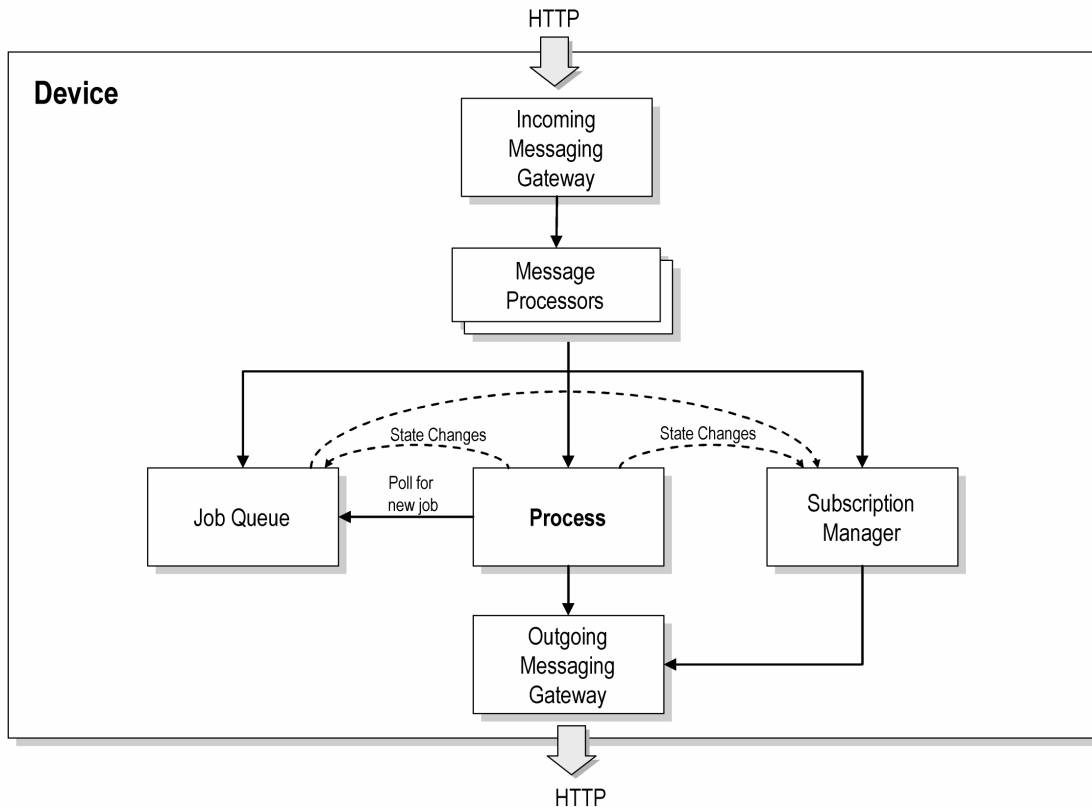 HTTP
Device
Incoming
Messaging
Gateway
Message
Processors
State Changes
State Changes
Job Queue
Poll for
new job
Process
Subscription
Manager
Outgoing
Messaging
Gateway
HTTP